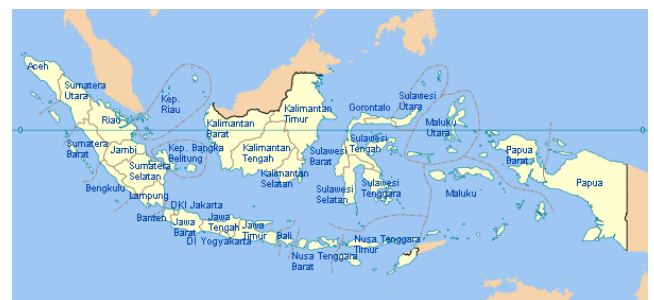 Aceh
Sumatera
Utara
Riau
Kep.
Riau
Sumatera
Barat
Jambi
Kep. Bangka
Belitung
Sumatera
Selatan
Bengkulu
Lampung
DKI Jakarta
Banten
Jawa
Barat
Jawa
Tengah
DI Yogyakarta
Jawa
Timur
Bali
Nusa Tenggara
Barat
Nusa Tenggara
Timur
Kalimantan
Barat
Kalimantan
Tengah
Kalimantan
Timur
Kalimantan
Selatan
Gorontalo
Sulawesi
Utara
Sulawesi
Tengah
Sulawesi
Barat
Sulawesi
Selatan
Sulawesi
Tenggara
Maluku
Utara
Maluku
Papua
Barat
Papua
0
0